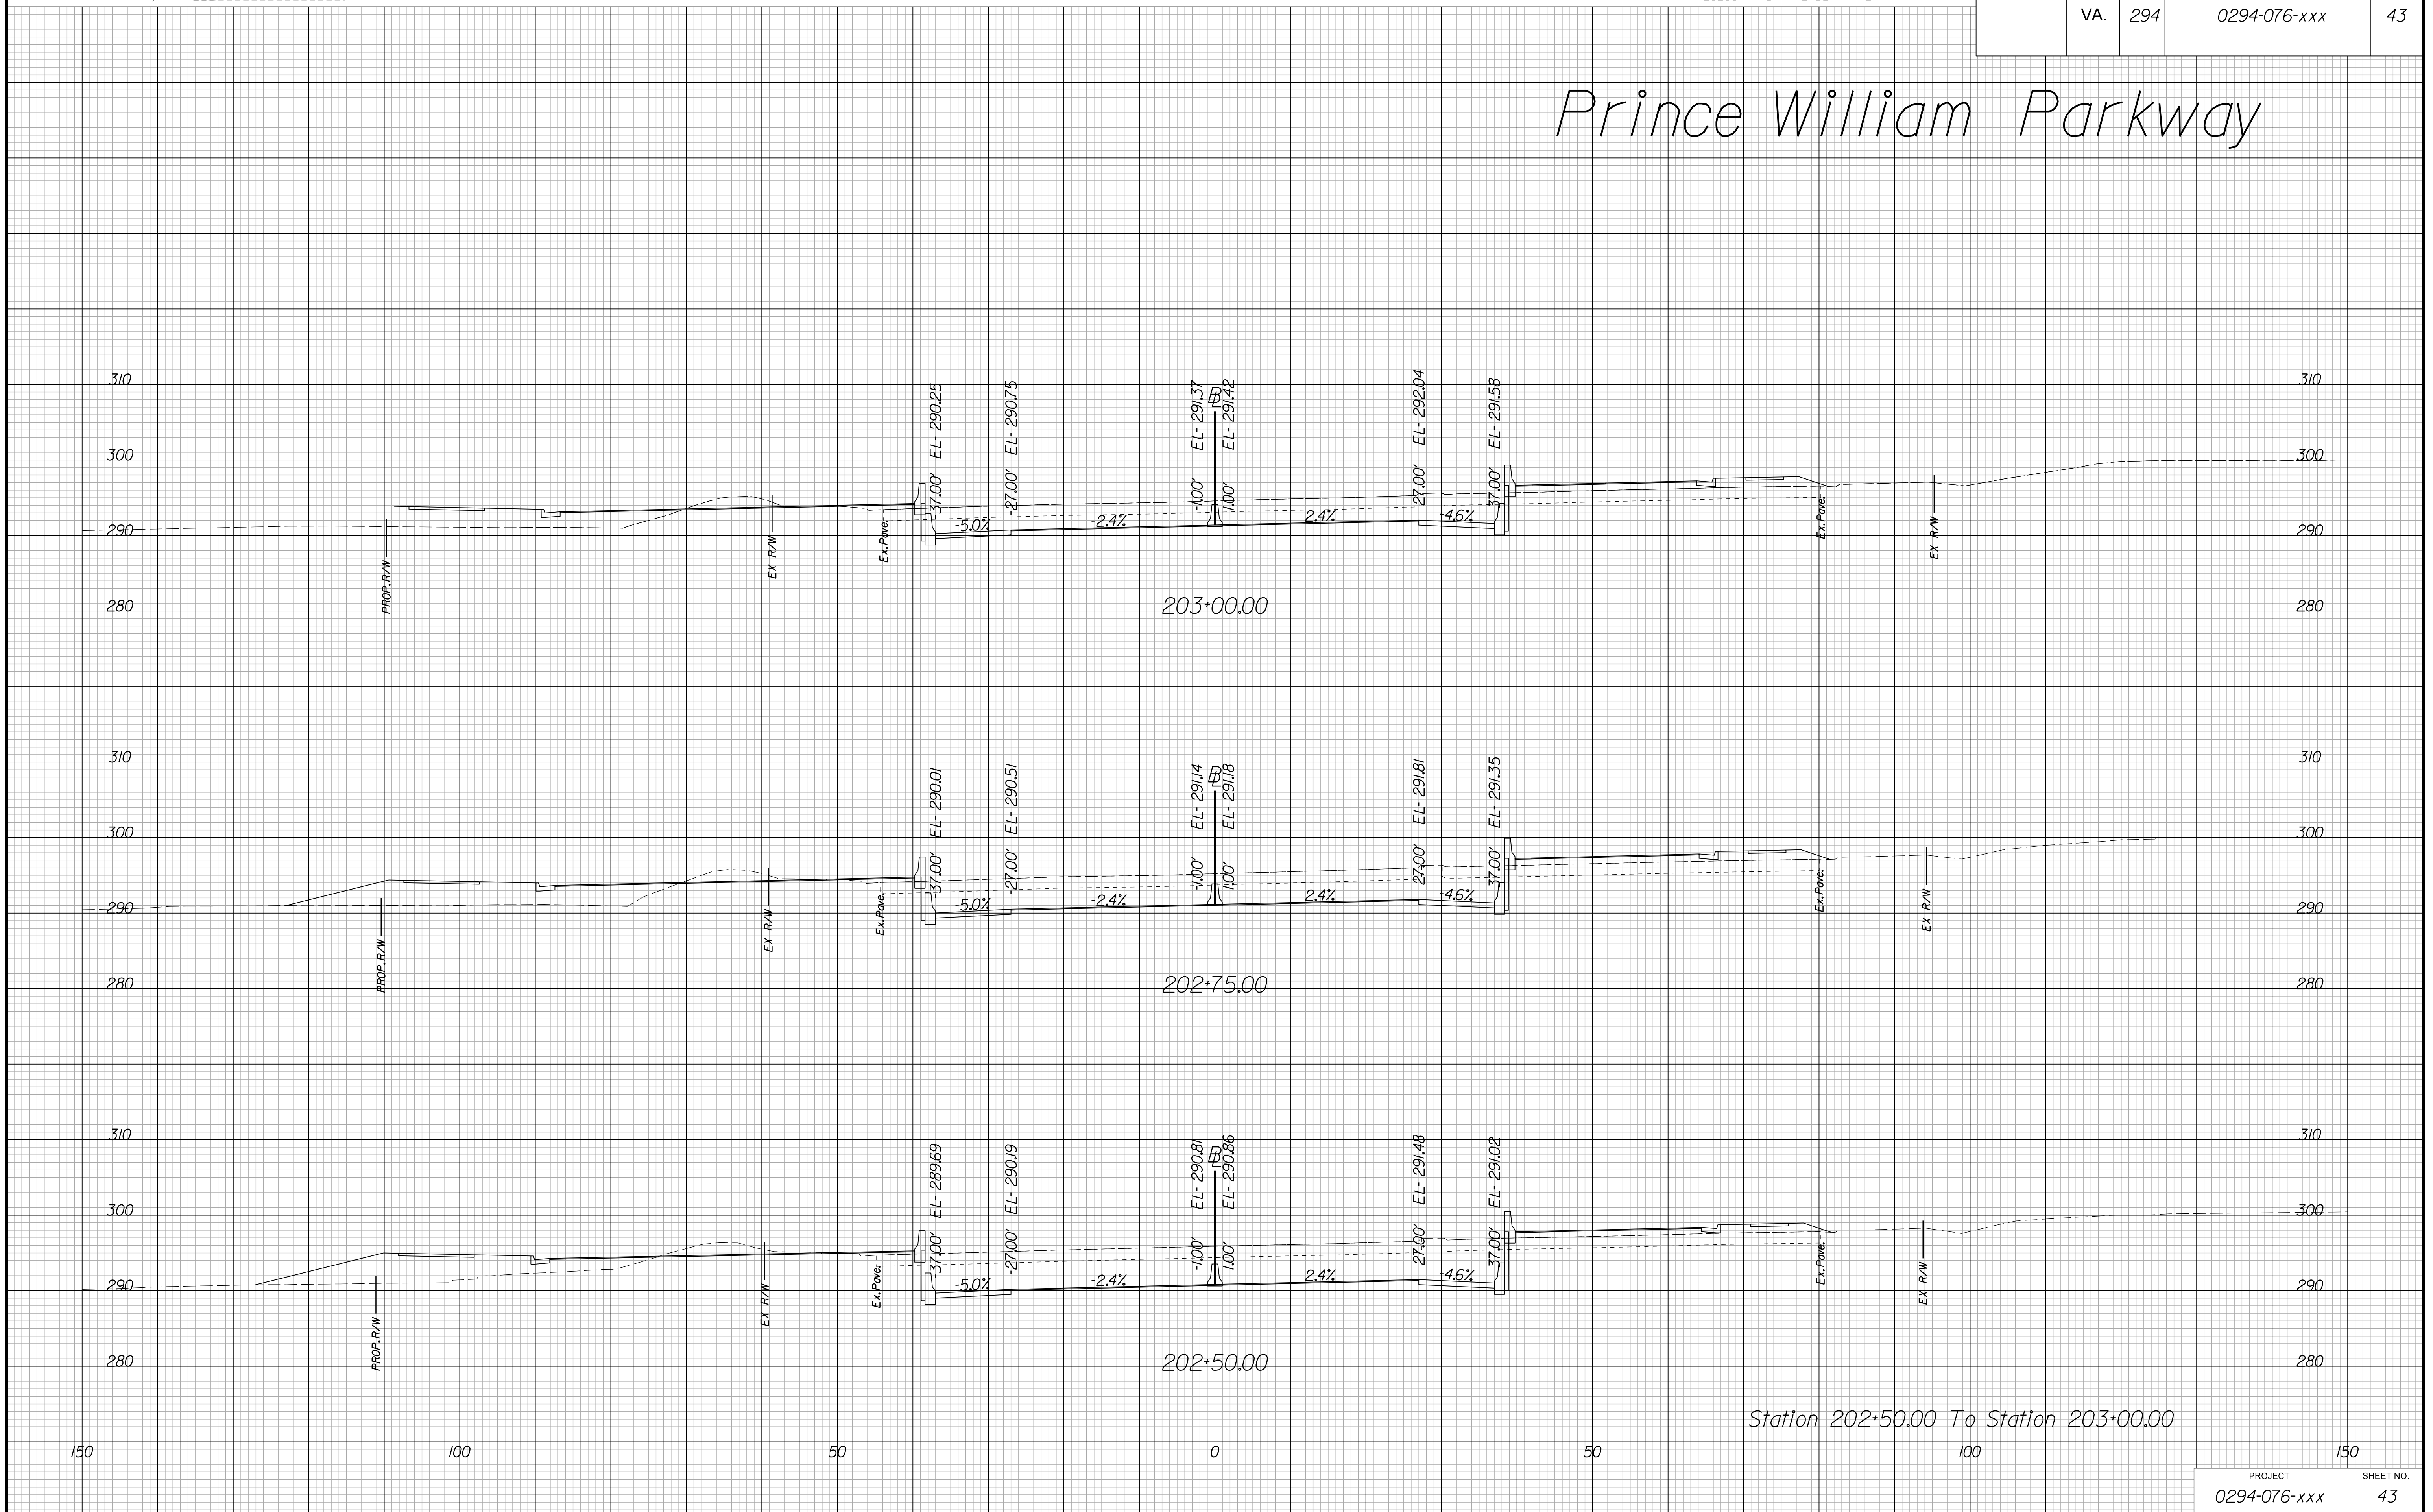 VA. 294 0294-076-xxx 43
Prince William Parkway
310 310
300 300
290 290
280 280
-37.00' EL- 290.25
-27.00' EL- 290.75
-1.00' EL- 291.37
B
1.00' EL- 291.42
27.00' EL- 292.04
37.00' EL- 291.58
-5.0% -2.4% 2.4% -4.6%
PROP.R/W
EX R/W
Ex.Pave.
Ex.Pave.
EX R/W
203+00.00
310 310
300 300
290 290
280 280
-37.00' EL- 290.01
-27.00' EL- 290.51
-1.00' EL- 291.14
B
1.00' EL- 291.18
27.00' EL- 291.81
37.00' EL- 291.35
-5.0% -2.4% 2.4% -4.6%
PROP.R/W
EX R/W
Ex.Pave.
Ex.Pave.
EX R/W
202+75.00
310 310
300 300
290 290
280 280
-37.00' EL- 289.69
-27.00' EL- 290.19
-1.00' EL- 290.81
B
1.00' EL- 290.86
27.00' EL- 291.48
37.00' EL- 291.02
-5.0% -2.4% 2.4% -4.6%
PROP.R/W
EX R/W
Ex.Pave.
Ex.Pave.
EX R/W
202+50.00
Station 202+50.00 To Station 203+00.00
150 100 50 0 50 100 150
PROJECT SHEET NO.
0294-076-xxx 43